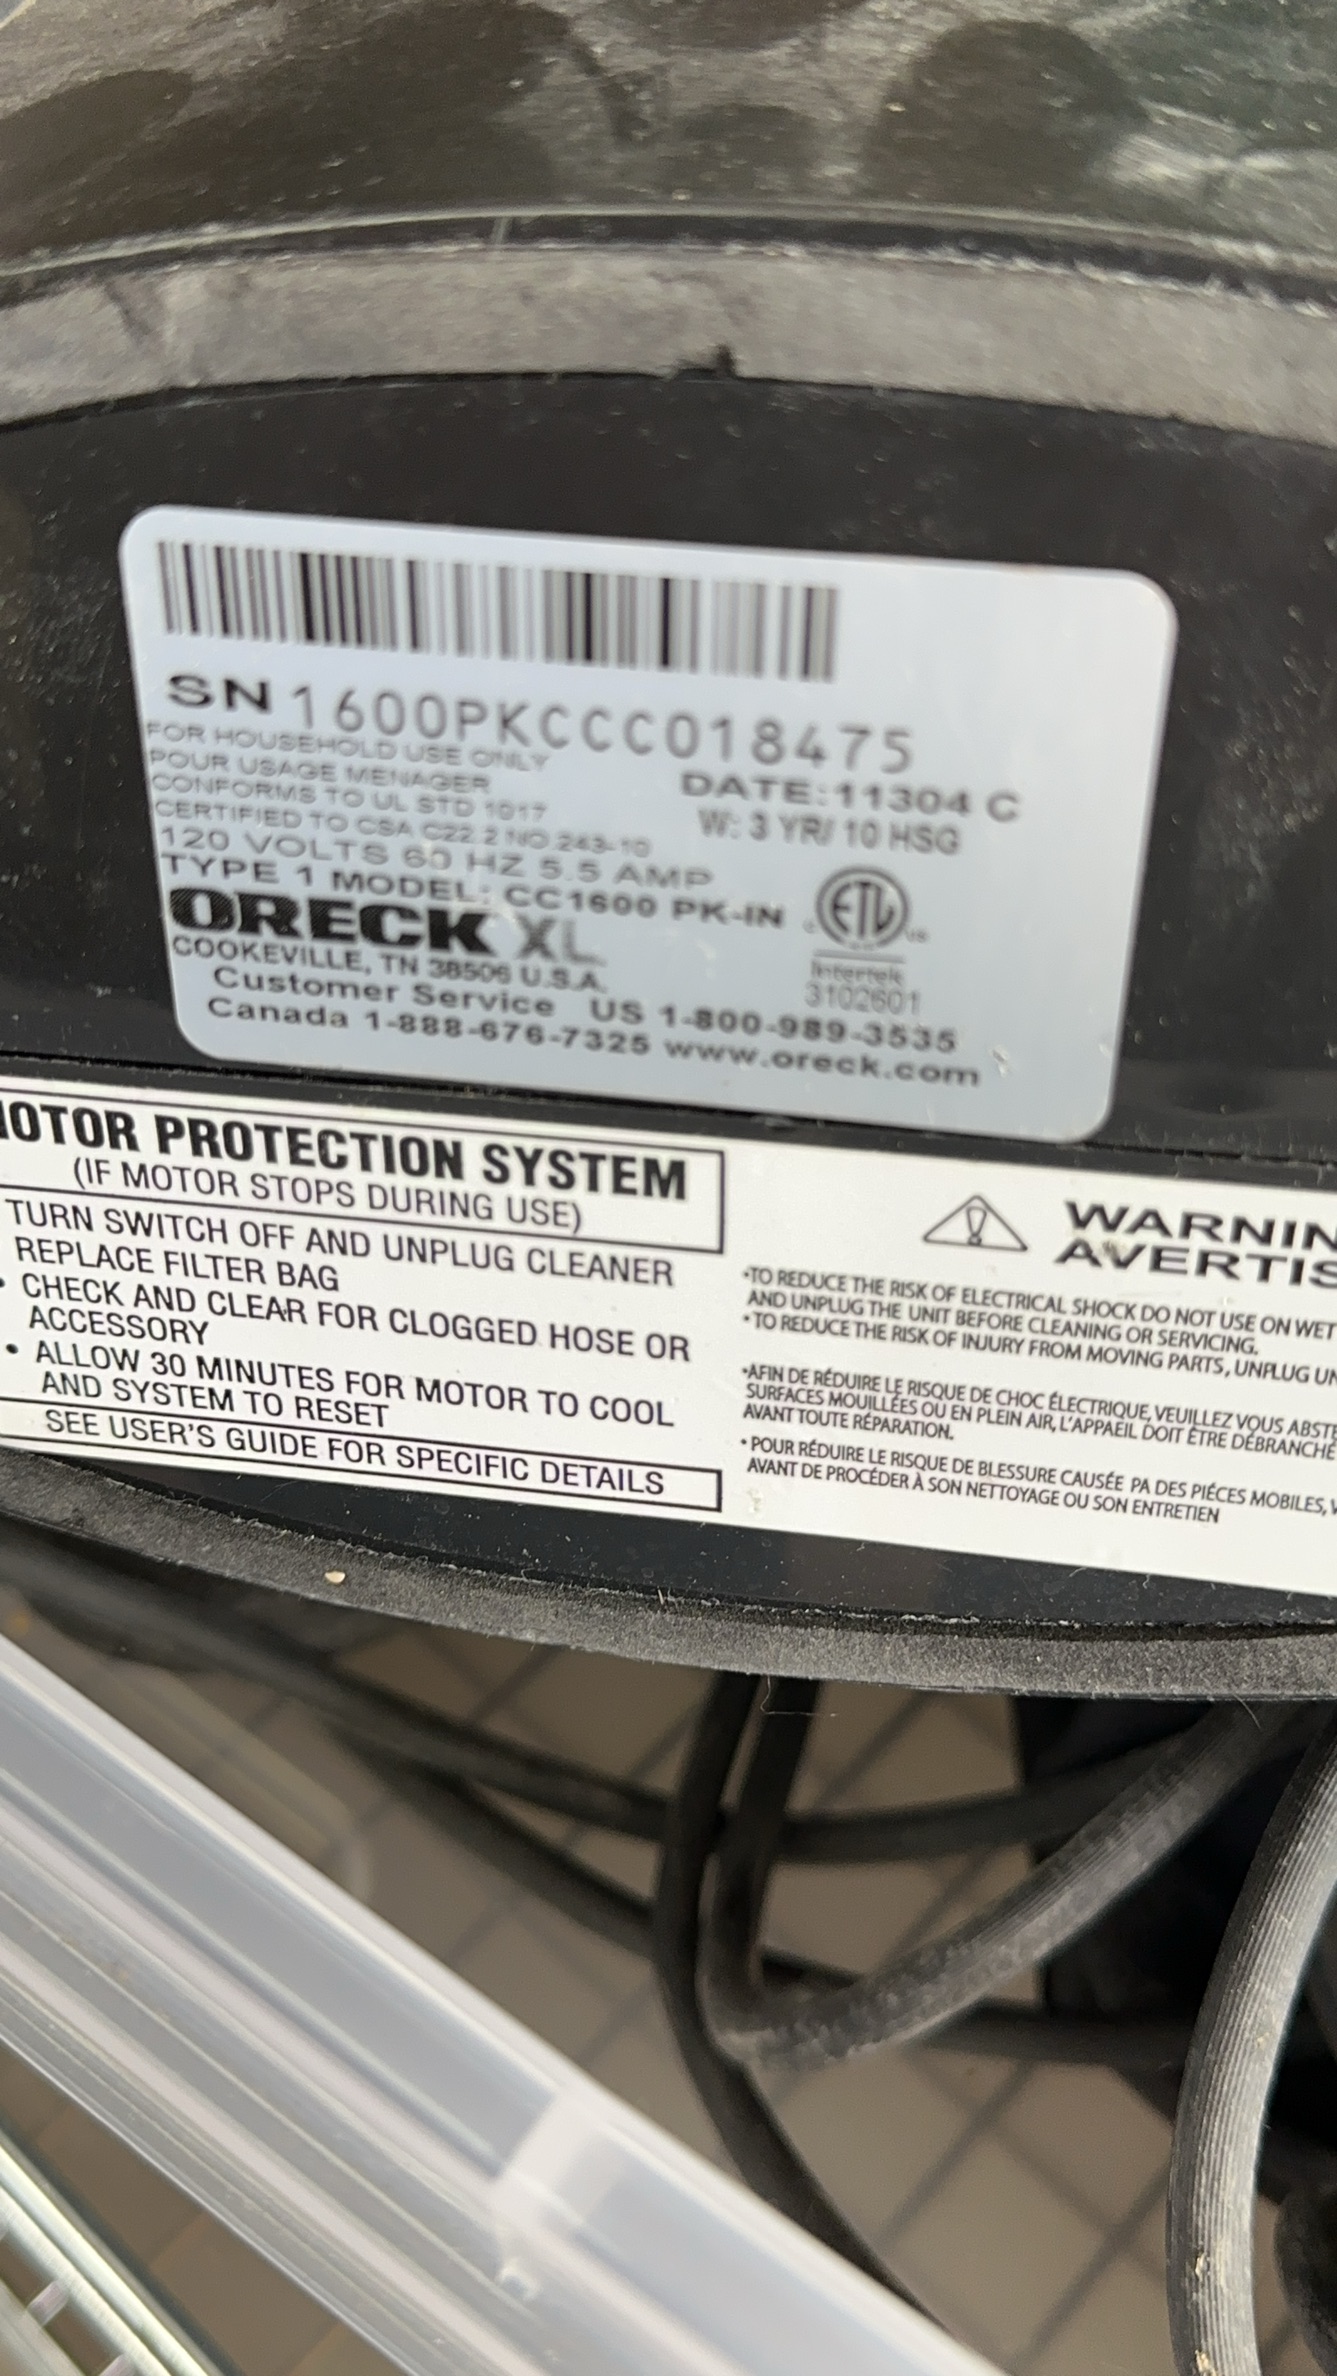 SN 1600PKCCC018475
FOR HOUSEHOLD USE ONLY
POUR USAGE MENAGER
CONFORMS TO UL STD 1017
CERTIFIED TO CSA C22.2 NO.243-10
DATE:11304 C
W: 3 YR/ 10 HSG
120 VOLTS 60 HZ 5.5 AMP
TYPE 1 MODEL: CC1600 PK-IN
ORECK XL
COOKEVILLE, TN 38506 U.S.A.
ETL
Intertek
3102601
Customer Service US 1-800-989-3535
Canada 1-888-676-7325 www.oreck.com
OTOR PROTECTION SYSTEM
(IF MOTOR STOPS DURING USE)
TURN SWITCH OFF AND UNPLUG CLEANER
REPLACE FILTER BAG
• CHECK AND CLEAR FOR CLOGGED HOSE OR
ACCESSORY
• ALLOW 30 MINUTES FOR MOTOR TO COOL
AND SYSTEM TO RESET
SEE USER'S GUIDE FOR SPECIFIC DETAILS
WARNIN
AVERTIS
•TO REDUCE THE RISK OF ELECTRICAL SHOCK DO NOT USE ON WET
AND UNPLUG THE UNIT BEFORE CLEANING OR SERVICING.
•TO REDUCE THE RISK OF INJURY FROM MOVING PARTS, UNPLUG UN
•AFIN DE RÉDUIRE LE RISQUE DE CHOC ÉLECTRIQUE, VEUILLEZ VOUS ABSTE
SURFACES MOUILLÉES OU EN PLEIN AIR, L'APPAEIL DOIT ÊTRE DÉBRANCHÉ
AVANT TOUTE RÉPARATION.
• POUR RÉDUIRE LE RISQUE DE BLESSURE CAUSÉE PA DES PIÉCES MOBILES, V
AVANT DE PROCÉDER À SON NETTOYAGE OU SON ENTRETIEN